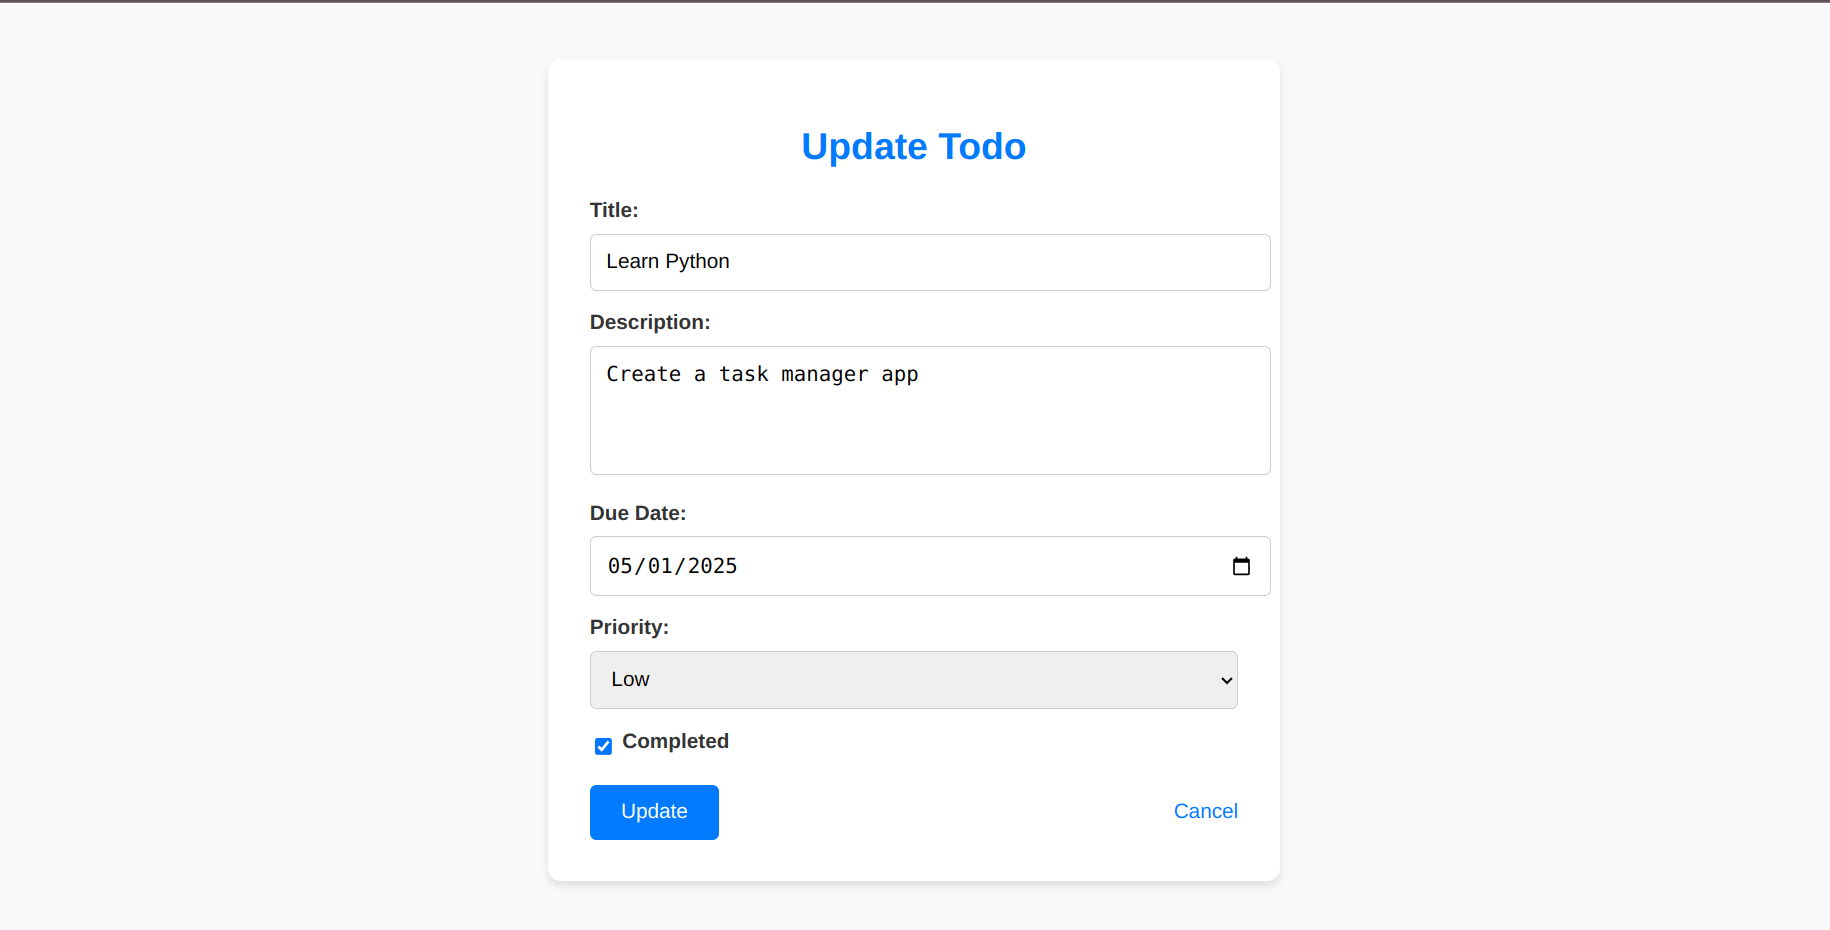 Update Todo
Title:
Learn Python
Description:
Create a task manager app
Due Date:
05/01/2025
Priority:
Low
Completed
Update
Cancel